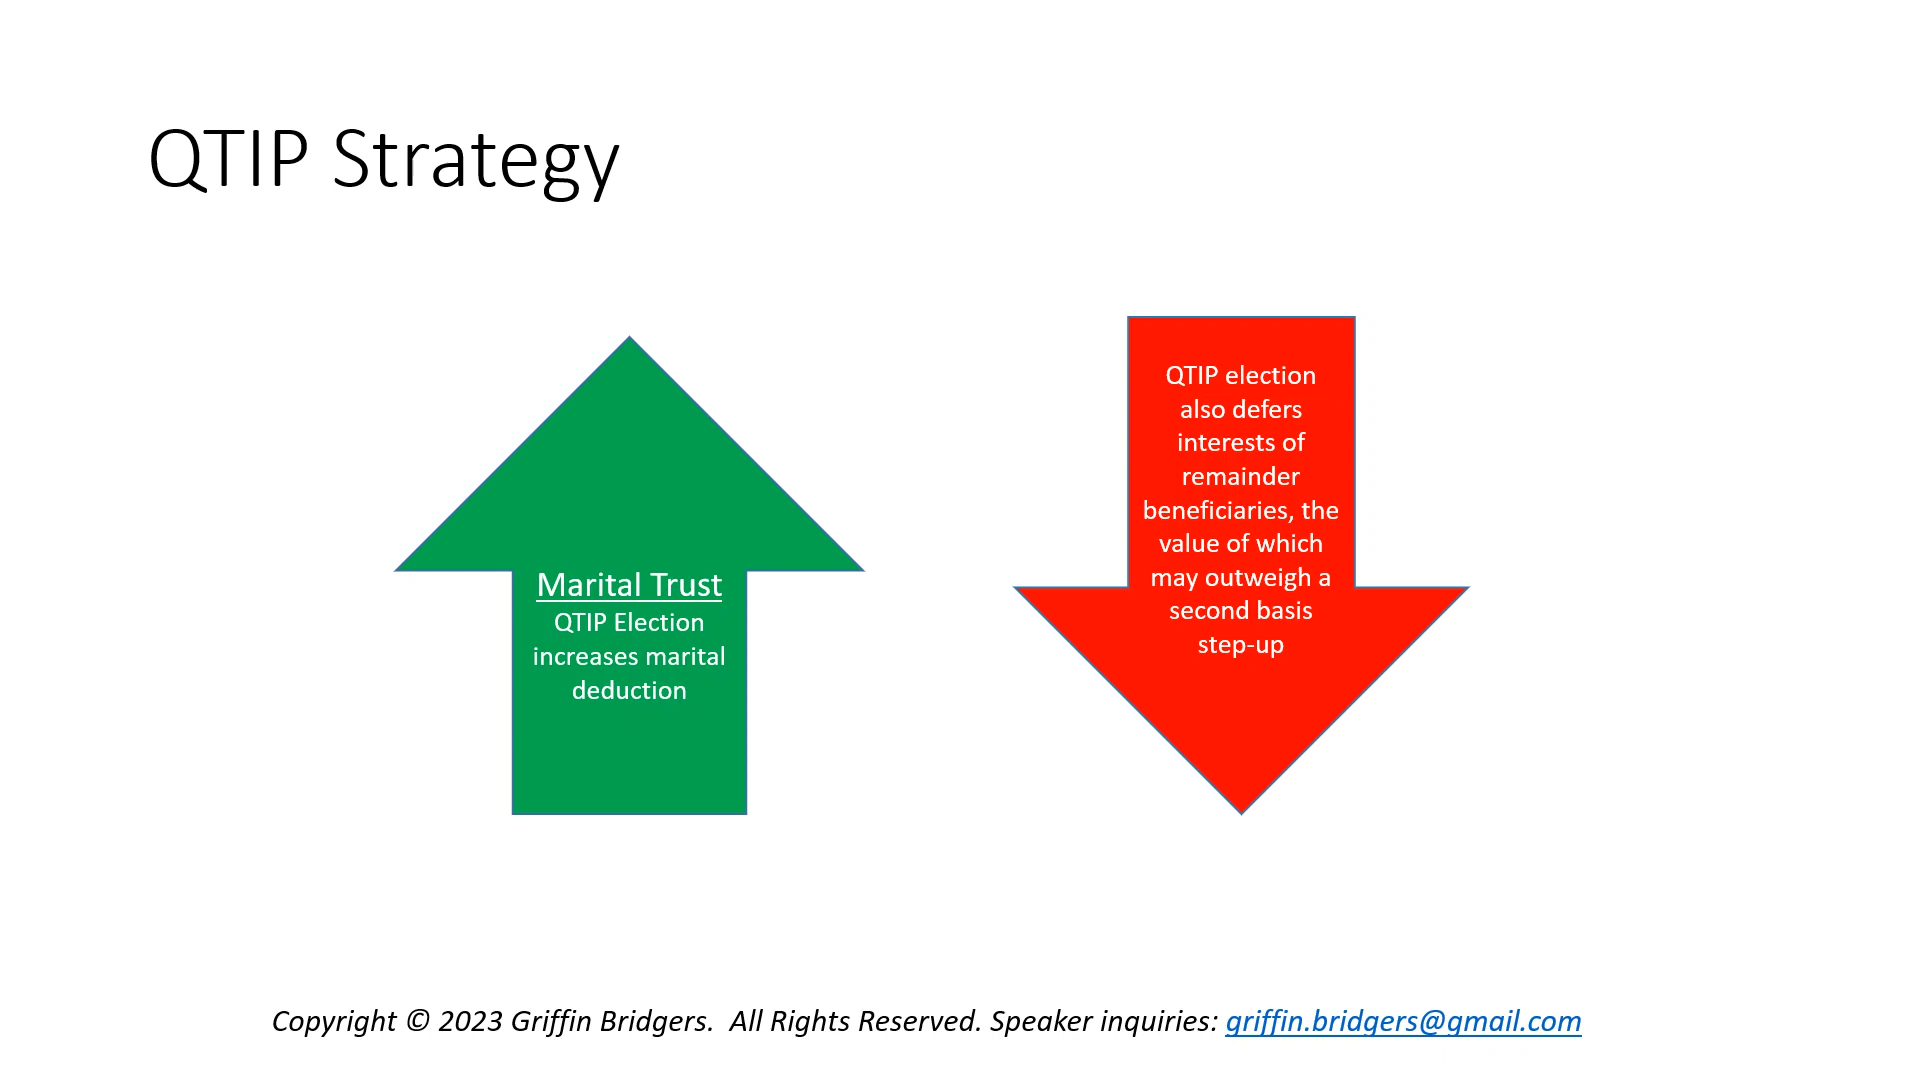 QTIP Strategy
Marital Trust
QTIP Election
increases marital
deduction
QTIP election
also defers
interests of
remainder
beneficiaries, the
value of which
may outweigh a
second basis
step-up
Copyright © 2023 Griffin Bridgers.  All Rights Reserved. Speaker inquiries: griffin.bridgers@gmail.com